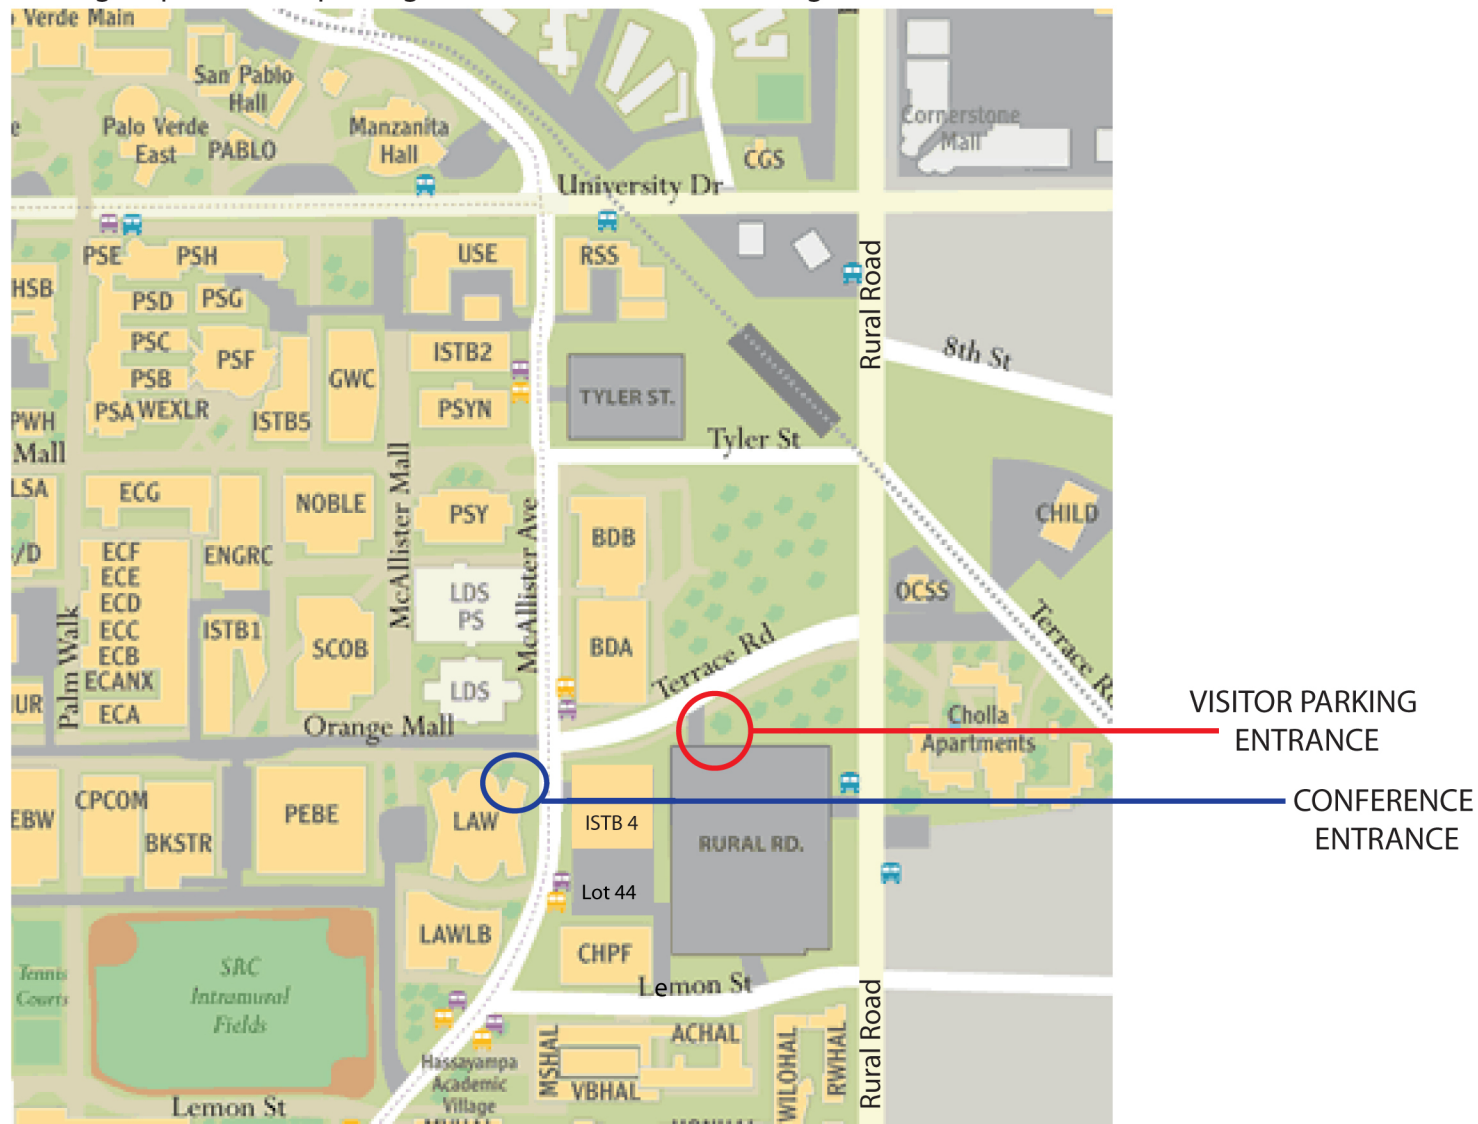 Verde Main
San Pablo
Hall
Palo Verde
East
PABLO
Manzanita
Hall
CGS
Cornerstone
Mall
University Dr
PSE
PSH
USE
RSS
HSB
PSD
PSG
PSC
PSF
PSB
PSA
WEXLR
ISTB5
GWC
ISTB2
PSYN
TYLER ST.
Rural Road
8th St
PWH
Mall
Tyler St
LSA
ECG
NOBLE
McAllister Mall
PSY
McAllister Ave
BDB
CHILD
/D
ECF
ECE
ECD
ECC
ECB
ECANX
ECA
ENGRC
ISTB1
SCOB
LDS
PS
LDS
BDA
OCSS
Terrace Rd
Terrace Rd
Palm Walk
UR
Orange Mall
Cholla
Apartments
VISITOR PARKING
ENTRANCE
CONFERENCE
ENTRANCE
EBW
CPCOM
BKSTR
PEBE
LAW
ISTB 4
RURAL RD.
Lot 44
LAWLB
CHPF
Tennis
Courts
SRC
Intramural
Fields
Lemon St
Rural Road
MSHAL
ACHAL
VBHAL
WILOHAL
RWHAL
Hassayampa
Academic
Village
Lemon St